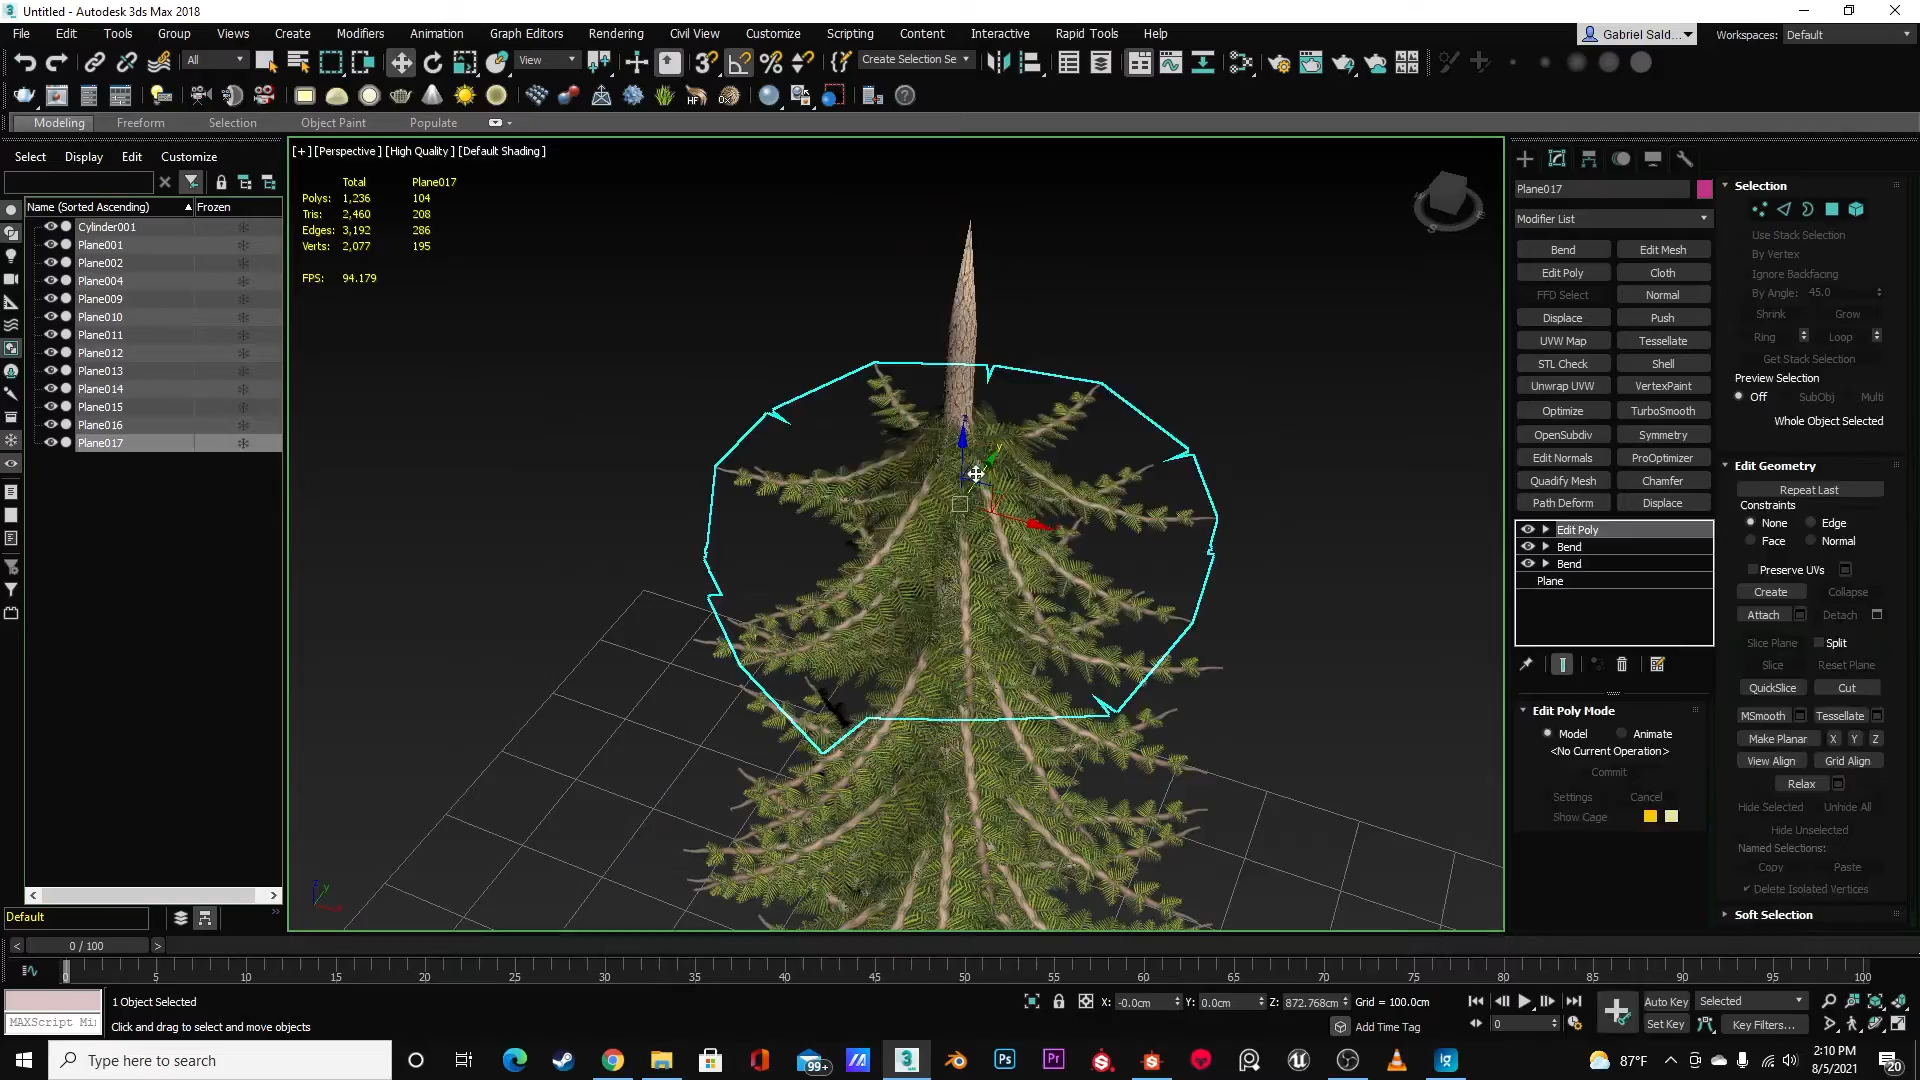 Untitled - Autodesk 3ds Max 2018
File Edit Tools Group Views Create Modifiers Animation Graph Editors Rendering Civil View Customize Scripting Content Interactive Rapid Tools Help
Gabriel Sald... Workspaces: Default
All View Create Selection Se
Modeling Freeform Selection Object Paint Populate
Select Display Edit Customize
Name (Sorted Ascending) Frozen
Cylinder001
Plane001
Plane002
Plane004
Plane009
Plane010
Plane011
Plane012
Plane013
Plane014
Plane015
Plane016
Plane017
Default
[+] [Perspective] [High Quality] [Default Shading]
Total Plane017
Polys: 1,236 104
Tris: 2,460 208
Edges: 3,192 286
Verts: 2,077 195
FPS: 94.179
Plane017
Modifier List
Bend Edit Mesh
Edit Poly Cloth
FFD Select Normal
Displace Push
UVW Map Tessellate
STL Check Shell
Unwrap UVW VertexPaint
Optimize TurboSmooth
OpenSubdiv Symmetry
Edit Normals ProOptimizer
Quadify Mesh Chamfer
Path Deform Displace
Edit Poly
Bend
Bend
Plane
Edit Poly Mode
Model Animate
<No Current Operation>
Commit
Settings Cancel
Show Cage
Selection
Use Stack Selection
By Vertex
Ignore Backfacing
By Angle: 45.0
Shrink Grow
Ring Loop
Get Stack Selection
Preview Selection
Off SubObj Multi
Whole Object Selected
Edit Geometry
Repeat Last
Constraints
None Edge
Face Normal
Preserve UVs
Create Collapse
Attach Detach
Slice Plane Split
Slice Reset Plane
QuickSlice Cut
MSmooth Tessellate
Make Planar X Y Z
View Align Grid Align
Relax
Hide Selected Unhide All
Hide Unselected
Named Selections:
Copy Paste
Delete Isolated Vertices
Soft Selection
< 0 / 100 >
0 5 10 15 20 25 30 35 40 45 50 55 60 65 70 75 80 85 90 95 100
1 Object Selected
X: -0.0cm Y: 0.0cm Z: 872.768cm Grid = 100.0cm
Auto Key Selected
MAXScript Mi
Click and drag to select and move objects
Add Time Tag
0
Set Key Key Filters...
Type here to search
99+
Ps
Pr
87°F
2:10 PM
8/5/2021
20